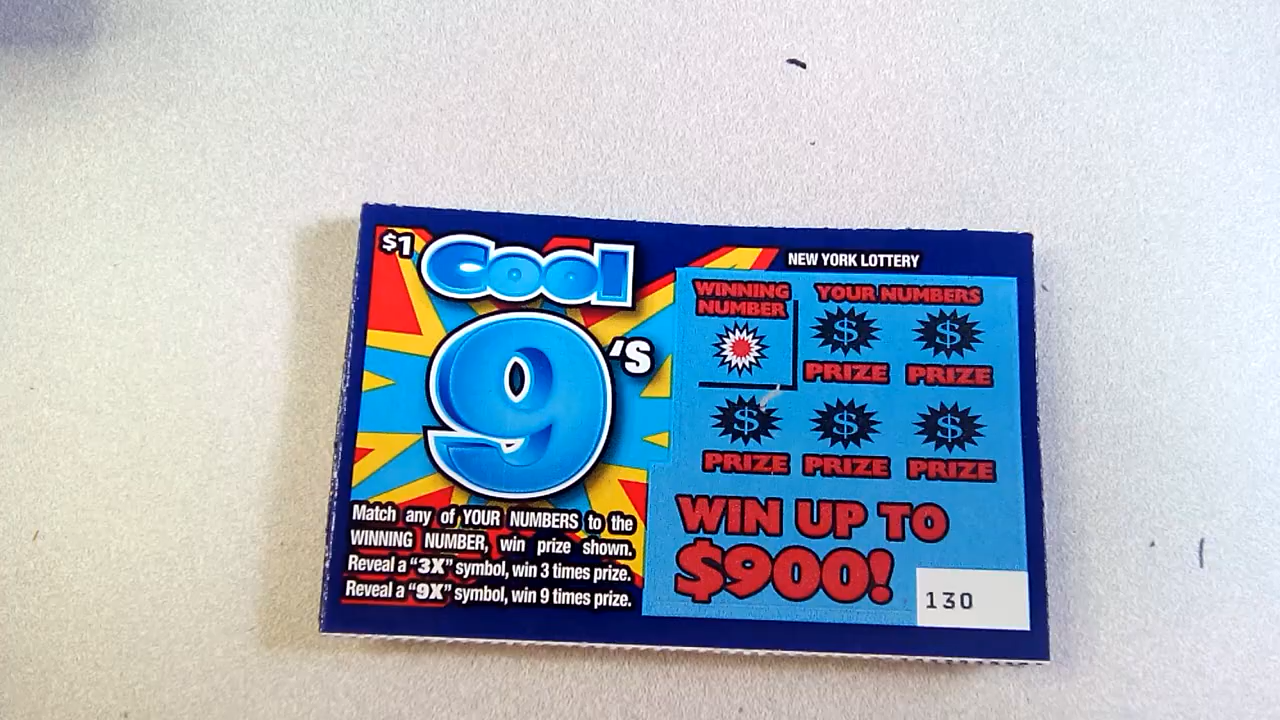 $1
Cool
9'S
Match any of YOUR NUMBERS to the
WINNING NUMBER, win prize shown.
Reveal a "3X" symbol, win 3 times prize.
Reveal a "9X" symbol, win 9 times prize.
NEW YORK LOTTERY
WINNING
NUMBER
YOUR NUMBERS
$ $
PRIZE PRIZE
$ $ $
PRIZE PRIZE PRIZE
WIN UP TO
$900!
130